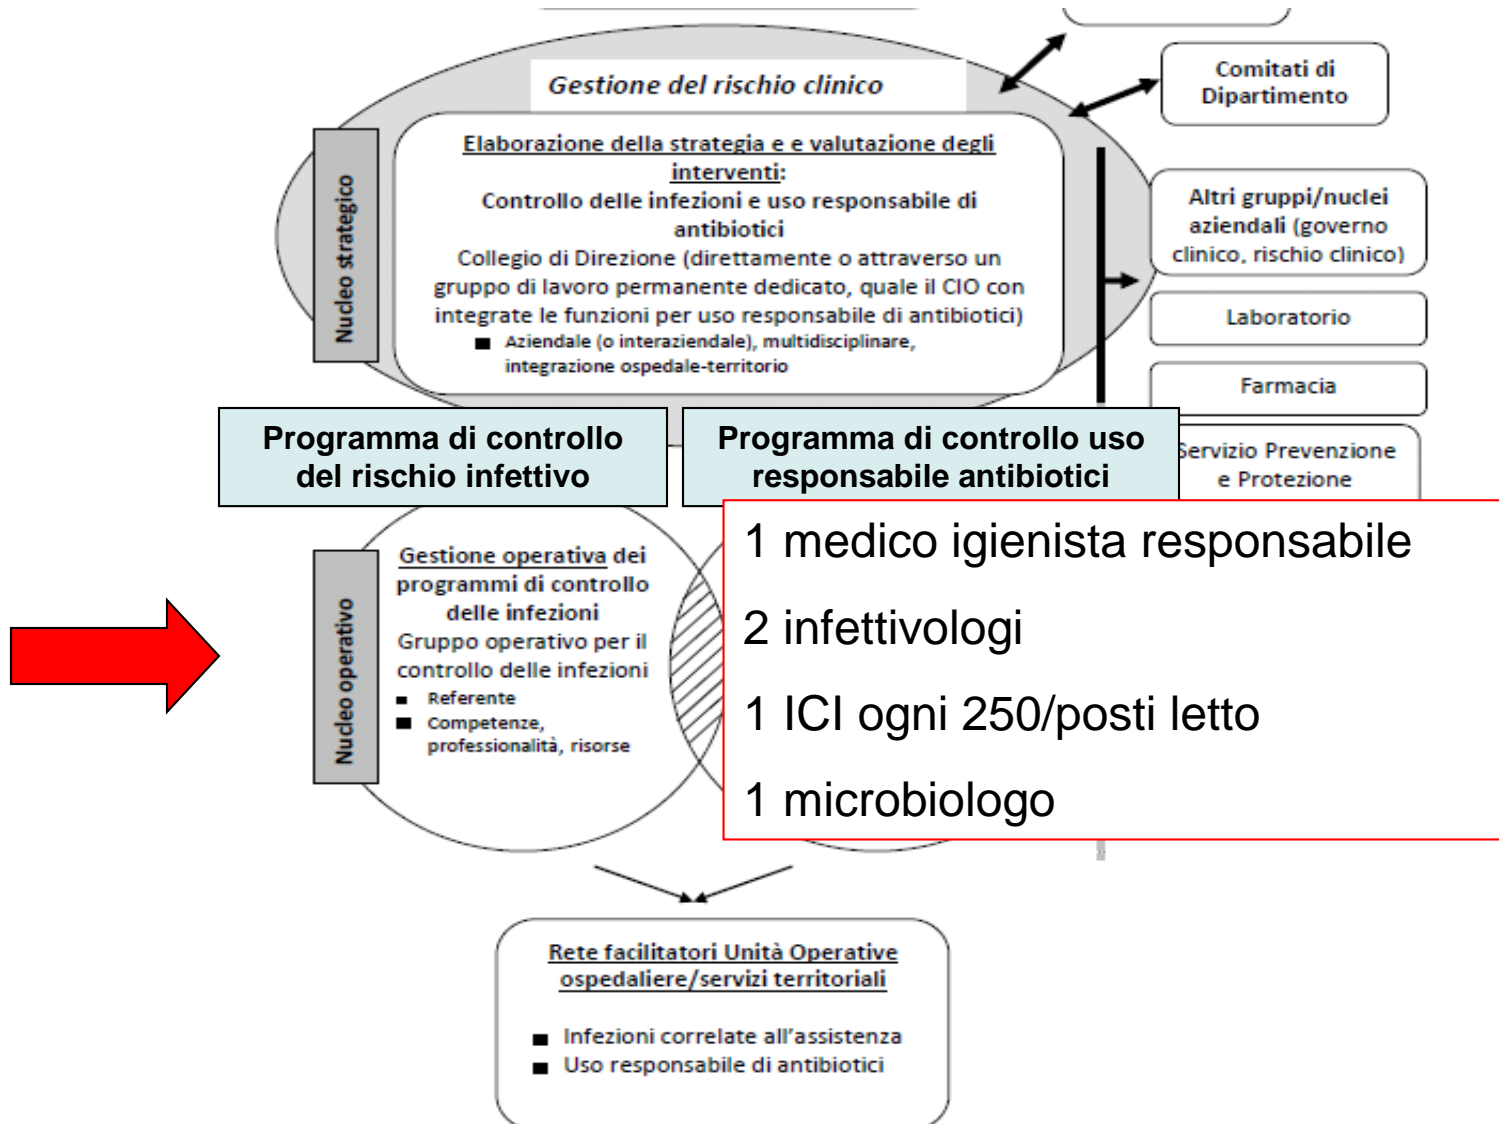 Gestione del rischio clinico
Nucleo strategico
Elaborazione della strategia e e valutazione degli
interventi:
Controllo delle infezioni e uso responsabile di
antibiotici
Collegio di Direzione (direttamente o attraverso un
gruppo di lavoro permanente dedicato, quale il CIO con
integrate le funzioni per uso responsabile di antibiotici)
Aziendale (o interaziendale), multidisciplinare,
integrazione ospedale-territorio
Comitati di
Dipartimento
Altri gruppi/nuclei
aziendali (governo
clinico, rischio clinico)
Laboratorio
Farmacia
Servizio Prevenzione
e Protezione
Programma di controllo
del rischio infettivo
Programma di controllo uso
responsabile antibiotici
Nucleo operativo
Gestione operativa dei
programmi di controllo
delle infezioni
Gruppo operativo per il
controllo delle infezioni
Referente
Competenze,
professionalità, risorse
1 medico igienista responsabile
2 infettivologi
1 ICI ogni 250/posti letto
1 microbiologo
Rete facilitatori Unità Operative
ospedaliere/servizi territoriali
Infezioni correlate all'assistenza
Uso responsabile di antibiotici